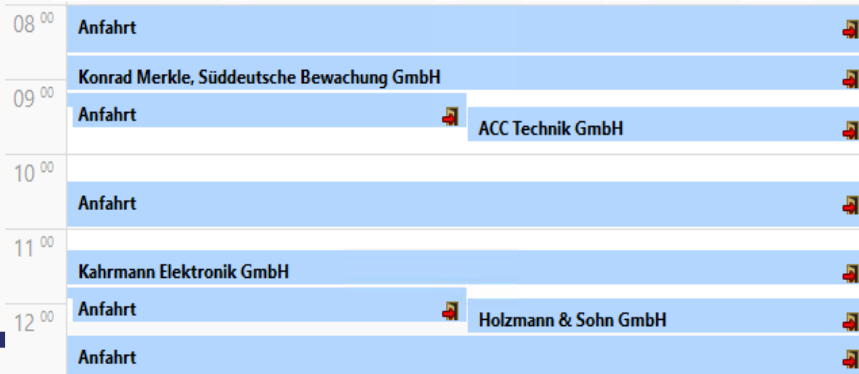 08 00
Anfahrt
Konrad Merkle, Süddeutsche Bewachung GmbH
09 00
Anfahrt
ACC Technik GmbH
10 00
Anfahrt
11 00
Kahrmann Elektronik GmbH
Anfahrt
12 00
Holzmann & Sohn GmbH
Anfahrt